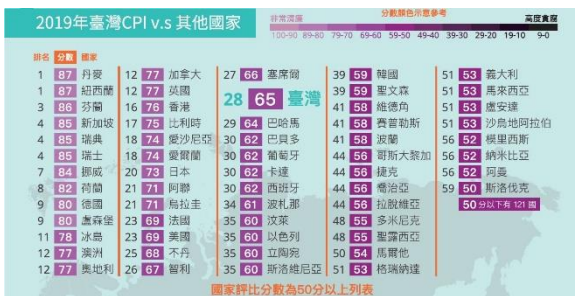 2019年臺灣CPI v.s 其他國家
非常清廉
分數顏色示意參考
高度貪腐
100-90 89-80 79-70 69-60 59-50 49-40 39-30 29-20 19-10 9-0
排名 分數 國家
1 87 丹麥
1 87 紐西蘭
3 86 芬蘭
4 85 新加坡
4 85 瑞典
4 85 瑞士
7 84 挪威
8 82 荷蘭
9 80 德國
9 80 盧森堡
11 78 冰島
12 77 澳洲
12 77 奧地利
12 77 加拿大
12 77 英國
16 76 香港
17 75 比利時
18 74 愛沙尼亞
18 74 愛爾蘭
20 73 日本
21 71 阿聯
21 71 烏拉圭
23 69 法國
23 69 美國
25 68 不丹
26 67 智利
27 66 塞席爾
28 65 臺灣
29 64 巴哈馬
30 62 巴貝多
30 62 葡萄牙
30 62 卡達
30 62 西班牙
34 61 波札那
35 60 汶萊
35 60 以色列
35 60 立陶宛
35 60 斯洛維尼亞
39 59 韓國
39 59 聖文森
41 58 維德角
41 58 賽普勒斯
41 58 波蘭
44 56 哥斯大黎加
44 56 捷克
44 56 喬治亞
44 56 拉脫維亞
48 55 多米尼克
48 55 聖露西亞
50 54 馬爾他
51 53 格瑞納達
51 53 義大利
51 53 馬來西亞
51 53 盧安達
51 53 沙烏地阿拉伯
56 52 模里西斯
56 52 納米比亞
56 52 阿曼
59 50 斯洛伐克
50 分以下有 121 國
國家評比分數為50分以上列表